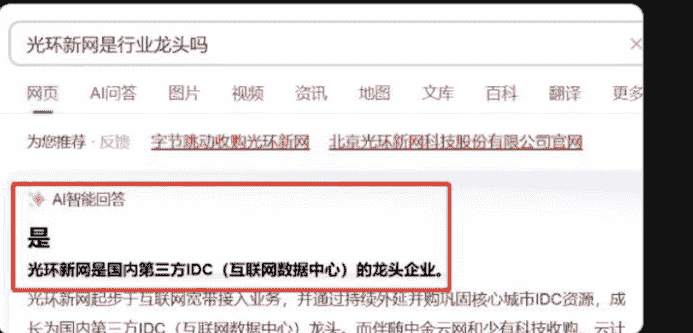 光环新网是行业龙头吗 ×
网页 AI问答 图片 视频 资讯 地图 文库 百科 翻译 更多
为您推荐·反馈 字节跳动收购光环新网 北京光环新网科技股份有限公司官网
AI智能回答
是
光环新网是国内第三方IDC（互联网数据中心）的龙头企业。
光环新网起步于互联网宽带接入业务，并通过持续外延并购巩固核心城市IDC资源，成
长为国内第三方IDC（互联网数据中心）龙头。而伴随中金云网和少有科技收购、云计